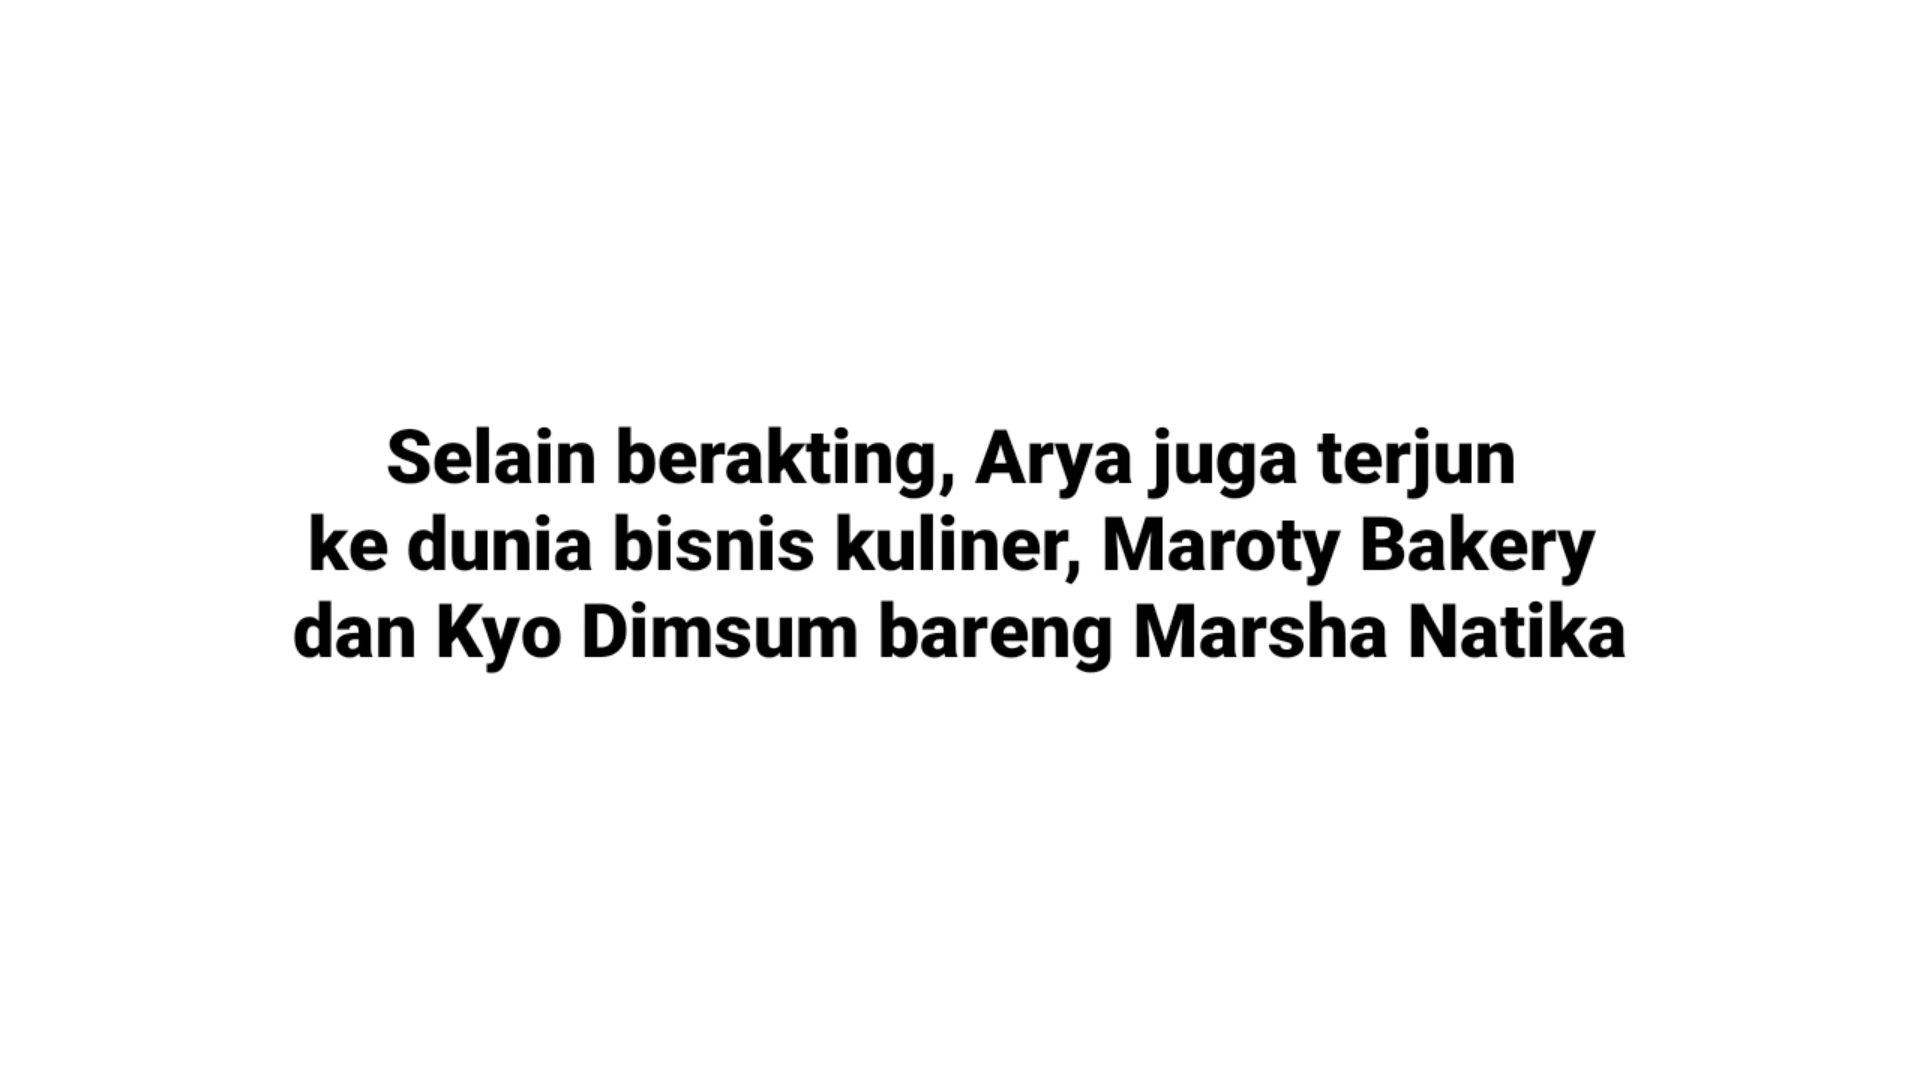 Selain berakting, Arya juga terjun
ke dunia bisnis kuliner, Maroty Bakery
dan Kyo Dimsum bareng Marsha Natika